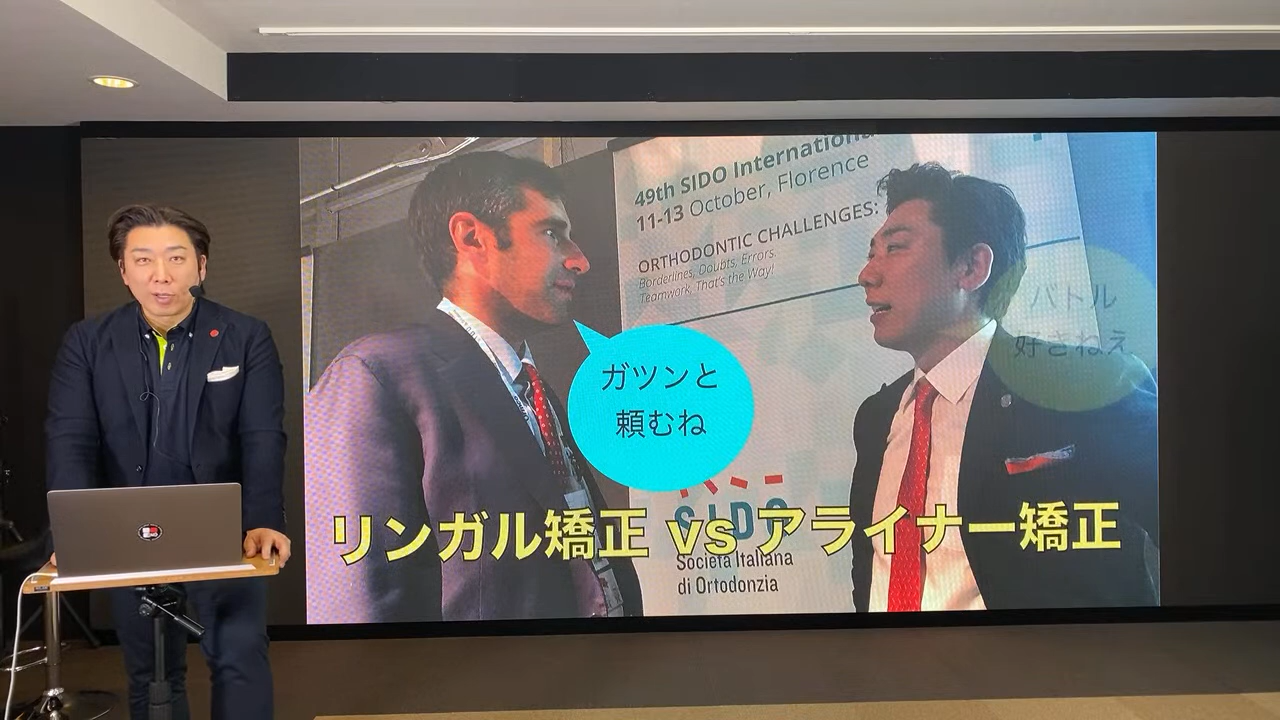 49th SIDO Internationa
11-13 October, Florence
ORTHODONTIC CHALLENGES:
Borderlines, Doubts, Errors.
Teamwork, That's the Way!
バトル
好きねえ
ガツンと
頼むね
リンガル矯正 vs アライナー矯正
SIDO
Società Italiana
di Ortodonzia